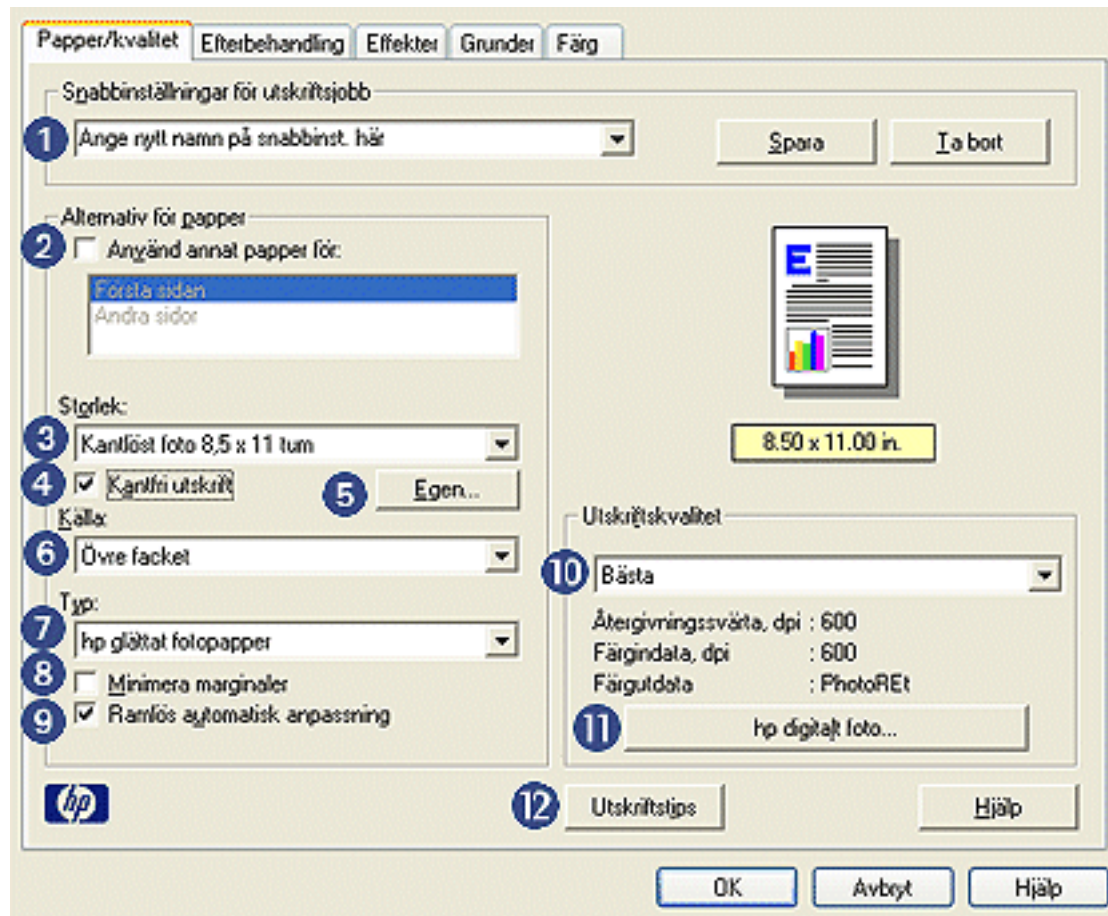 Papper/kvalitet Efterbehandling Effekter Grunder Färg
Snabbinställningar för utskriftsjobb
1 Ange nytt namn på snabbinst. här Spara Ta bort
Alternativ för papper
2 Använd annat papper för:
Första sidan
Andra sidor
E
Storlek:
3 Kantlöst foto 8,5 x 11 tum
8.50 x 11.00 in.
4 Kantfri utskrift 5 Egen...
Källa:
6 Övre facket
Typ:
7 hp glättat fotopapper
8 Minimera marginaler
9 Ramlös automatisk anpassning
Utskriftskvalitet
10 Bästa
Återgivningssvärta, dpi : 600
Färgindata, dpi : 600
Färgutdata : PhotoREt
11 hp digitalt foto...
hp
12 Utskriftstips Hjälp
OK Avbryt Hjälp